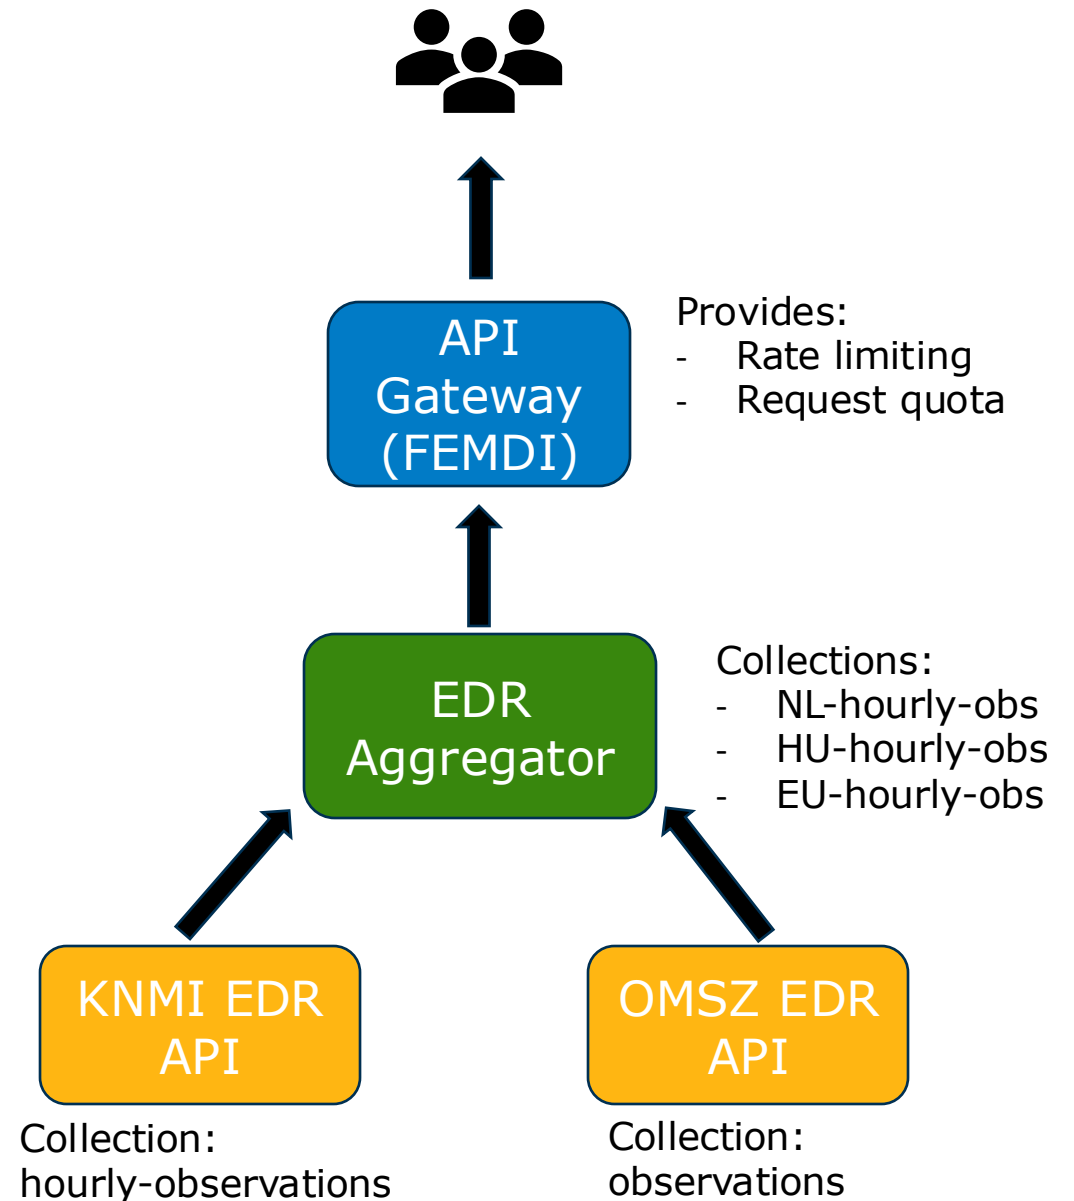 API
Gateway
(FEMDI)
Provides:
- Rate limiting
- Request quota
EDR
Aggregator
Collections:
- NL-hourly-obs
- HU-hourly-obs
- EU-hourly-obs
KNMI EDR
API
OMSZ EDR
API
Collection:
hourly-observations
Collection:
observations